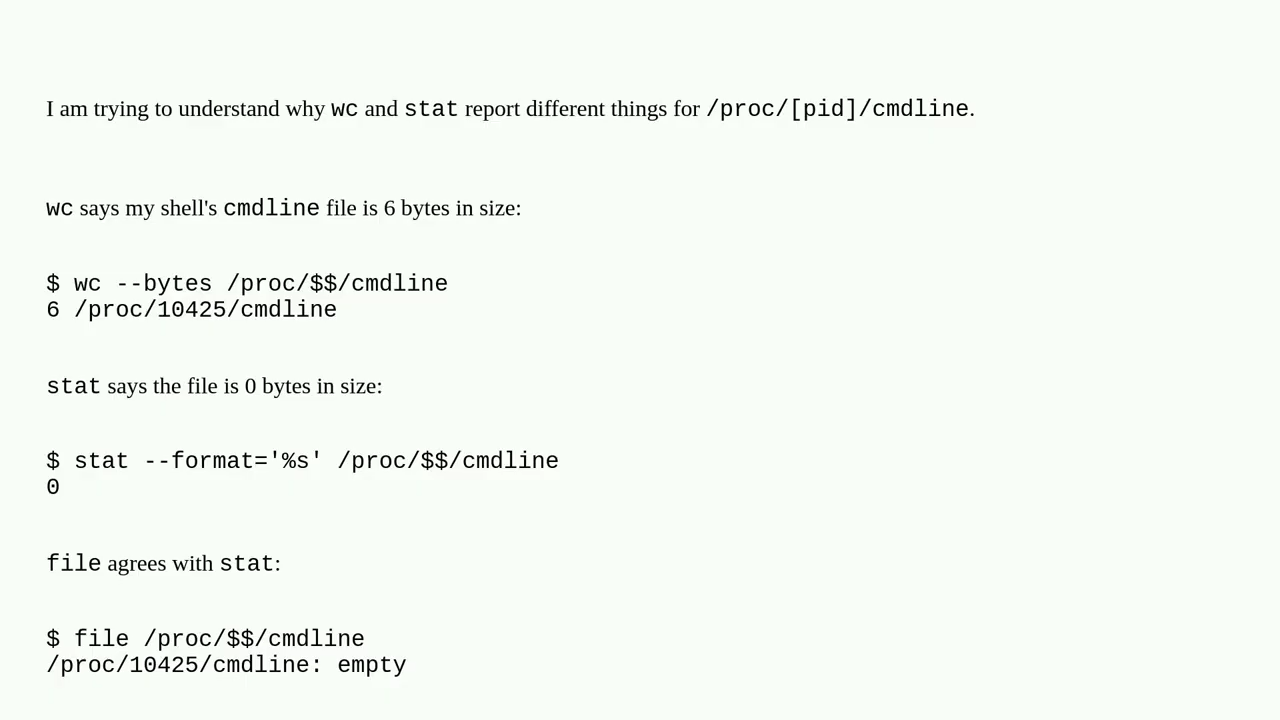 I am trying to understand why wc and stat report different things for /proc/[pid]/cmdline.
wc says my shell's cmdline file is 6 bytes in size:
$ wc --bytes /proc/$$/cmdline
6 /proc/10425/cmdline
stat says the file is 0 bytes in size:
$ stat --format='%s' /proc/$$/cmdline
0
file agrees with stat:
$ file /proc/$$/cmdline
/proc/10425/cmdline: empty